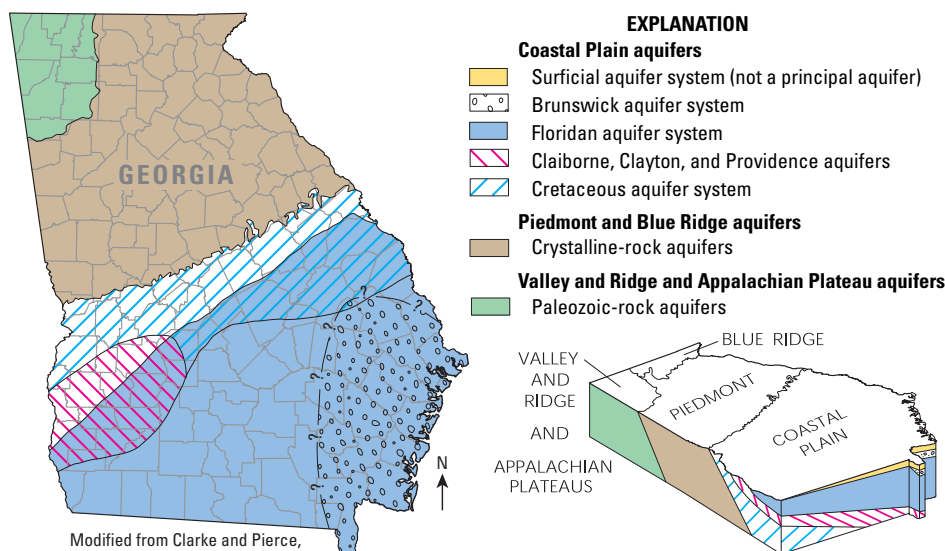 GEORGIA
?
?
?
?
?
?
N
Modified from Clarke and Pierce,
EXPLANATION
Coastal Plain aquifers
Surficial aquifer system (not a principal aquifer)
Brunswick aquifer system
Floridan aquifer system
Claiborne, Clayton, and Providence aquifers
Cretaceous aquifer system
Piedmont and Blue Ridge aquifers
Crystalline-rock aquifers
Valley and Ridge and Appalachian Plateau aquifers
Paleozoic-rock aquifers
BLUE RIDGE
VALLEY
AND
RIDGE
AND
APPALACHIAN
PLATEAUS
PIEDMONT
COASTAL
PLAIN